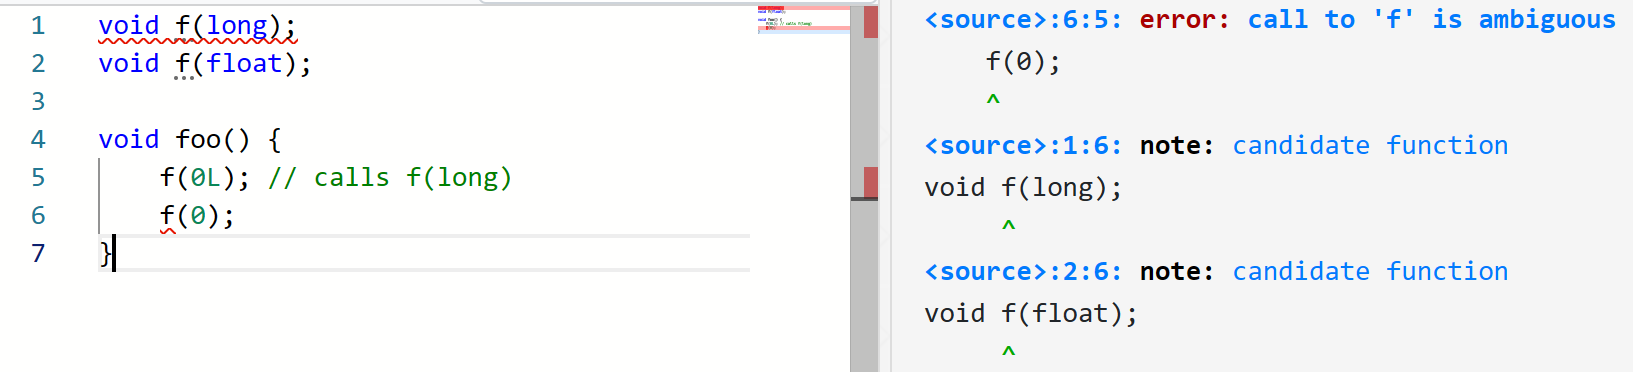 1 void f(long);
2 void f(float);
3
4 void foo() {
5     f(0L); // calls f(long)
6     f(0);
7 }
<source>:6:5: error: call to 'f' is ambiguous
    f(0);
    ^
<source>:1:6: note: candidate function
void f(long);
     ^
<source>:2:6: note: candidate function
void f(float);
     ^